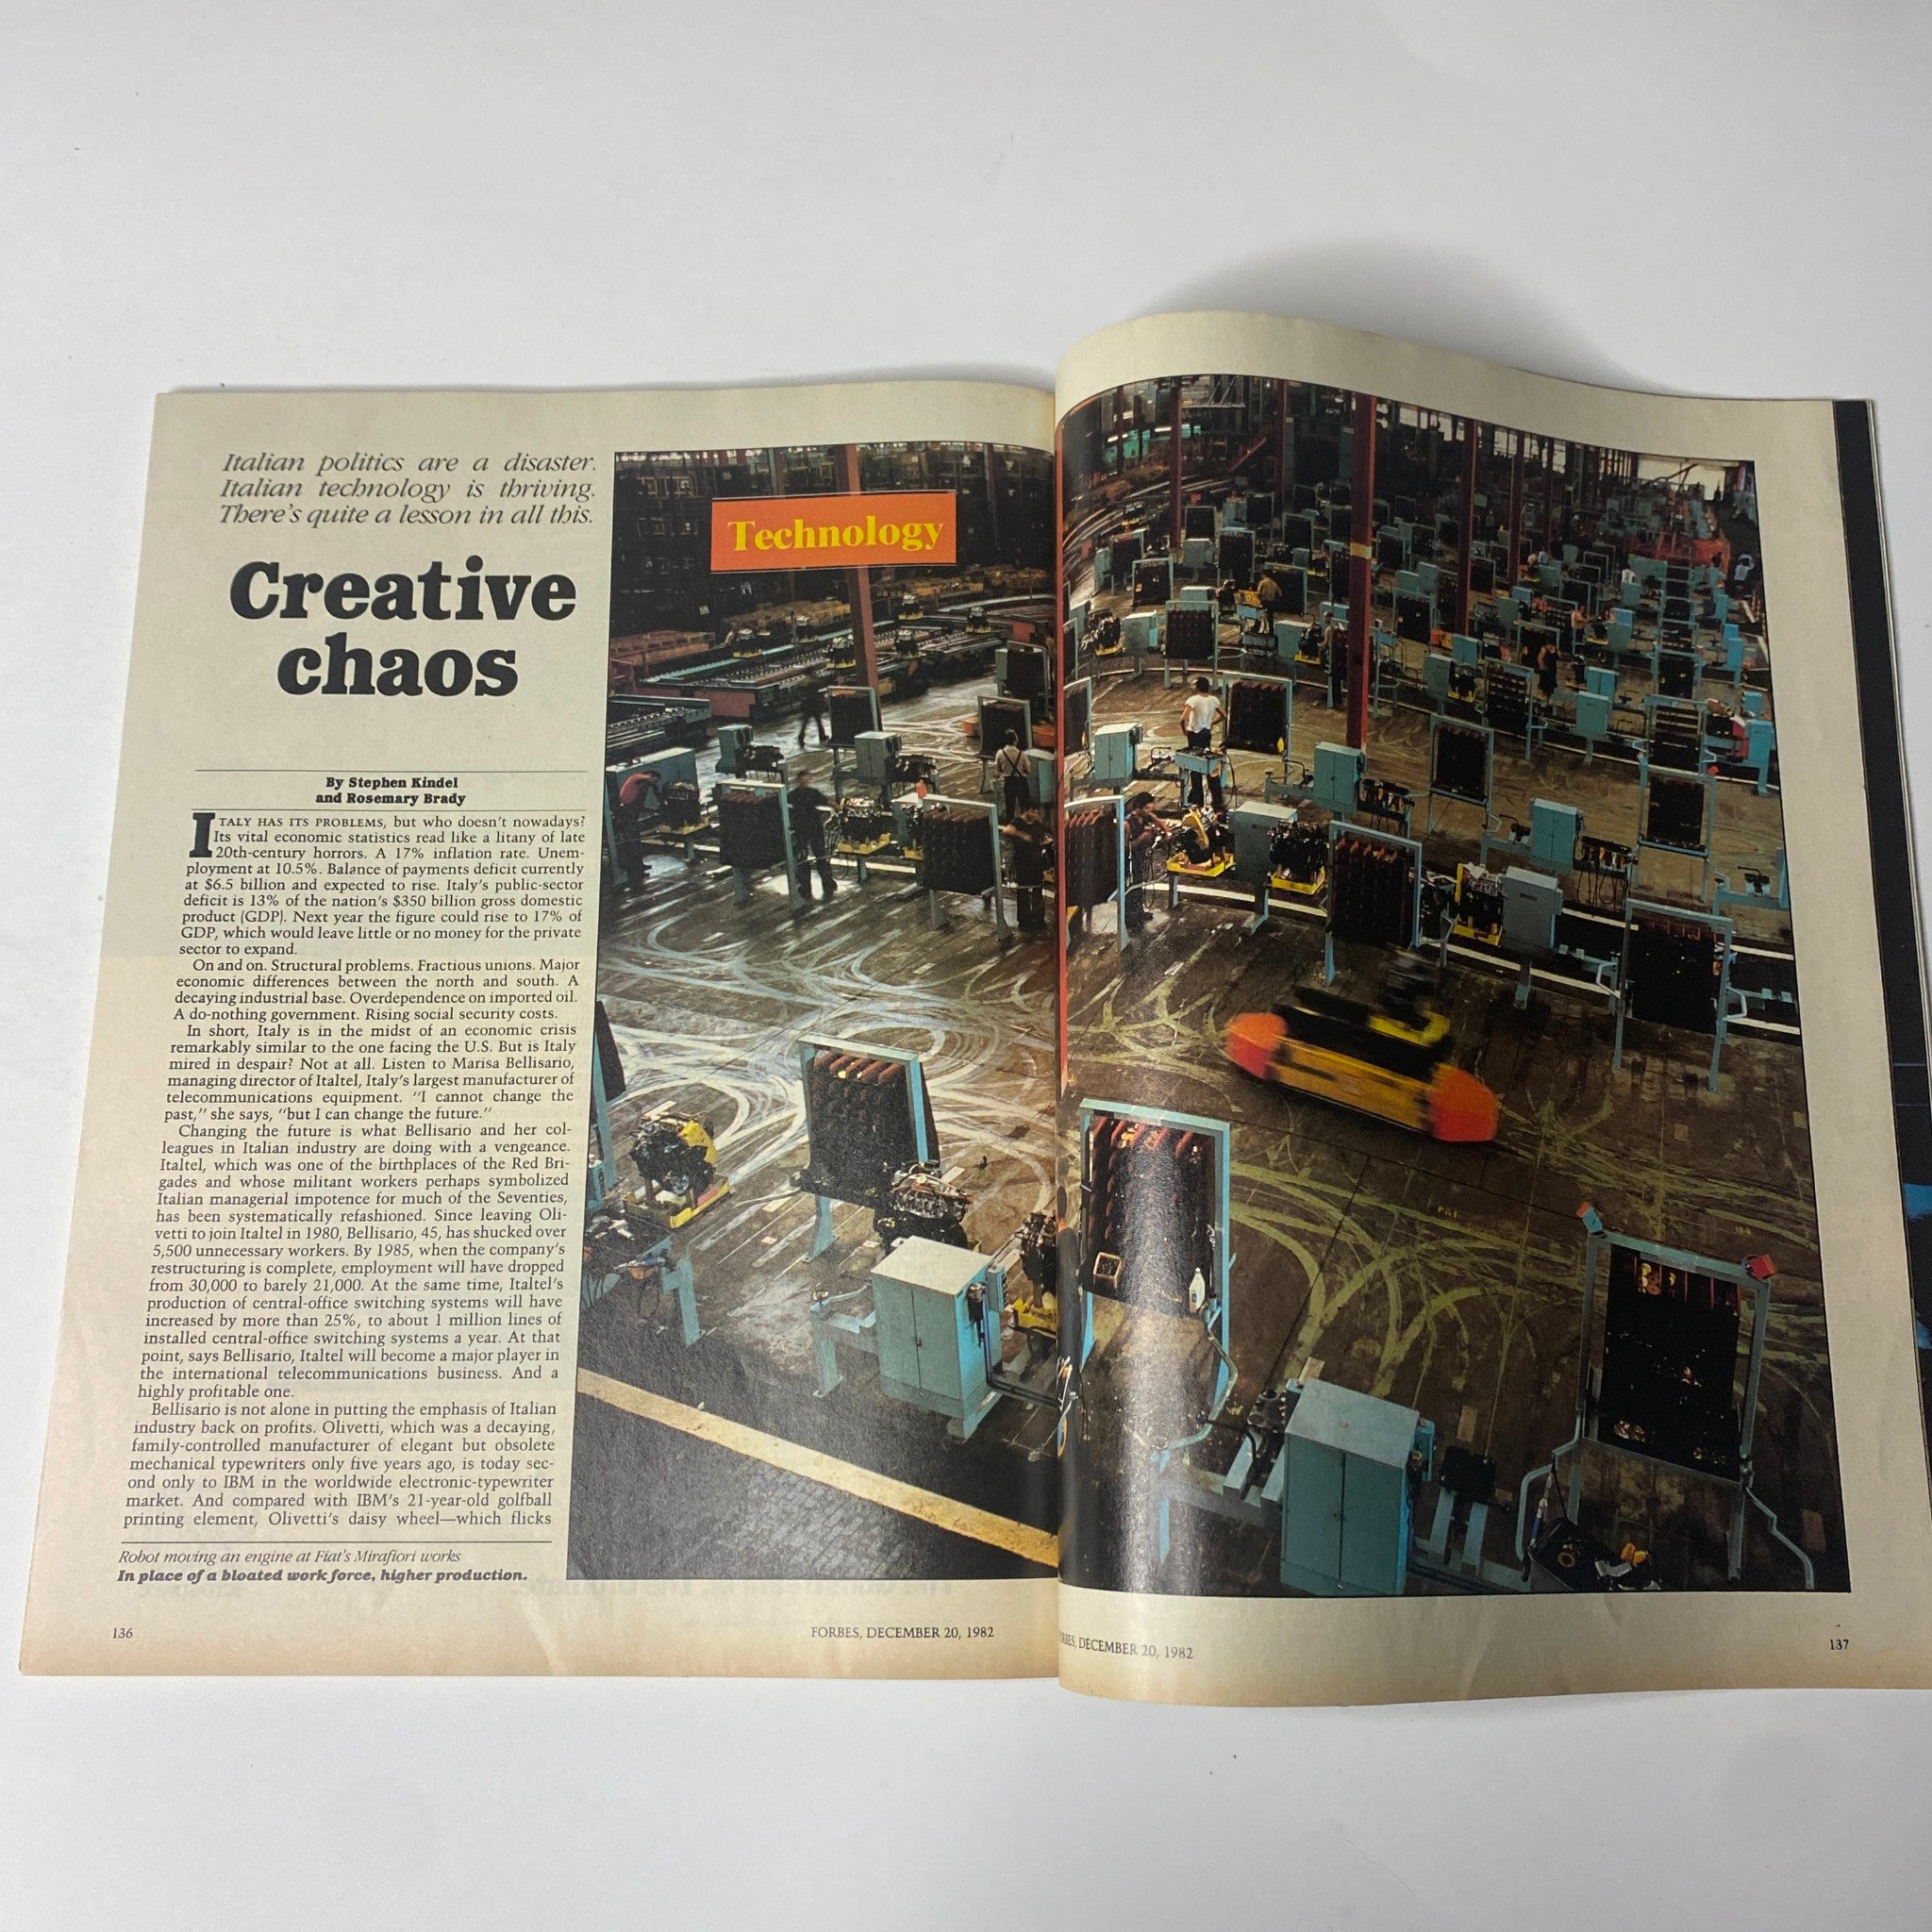 Italian politics are a disaster.
Italian technology is thriving.
There's quite a lesson in all this.
Creative
chaos
By Stephen Kindel
and Rosemary Brady
ITALY HAS ITS PROBLEMS, but who doesn't nowadays?
Its vital economic statistics read like a litany of late
20th-century horrors. A 17% inflation rate. Unem-
ployment at 10.5%. Balance of payments deficit currently
at $6.5 billion and expected to rise. Italy's public-sector
deficit is 13% of the nation's $350 billion gross domestic
product (GDP). Next year the figure could rise to 17% of
GDP, which would leave little or no money for the private
sector to expand.
On and on. Structural problems. Fractious unions. Major
economic differences between the north and south. A
decaying industrial base. Overdependence on imported oil.
A do-nothing government. Rising social security costs.
In short, Italy is in the midst of an economic crisis
remarkably similar to the one facing the U.S. But is Italy
mired in despair? Not at all. Listen to Marisa Bellisario,
managing director of Italtel, Italy's largest manufacturer of
telecommunications equipment. "I cannot change the
past," she says, "but I can change the future."
Changing the future is what Bellisario and her col-
leagues in Italian industry are doing with a vengeance.
Italtel, which was one of the birthplaces of the Red Bri-
gades and whose militant workers perhaps symbolized
Italian managerial impotence for much of the Seventies,
has been systematically refashioned. Since leaving Oli-
vetti to join Italtel in 1980, Bellisario, 45, has shucked over
5,500 unnecessary workers. By 1985, when the company's
restructuring is complete, employment will have dropped
from 30,000 to barely 21,000. At the same time, Italtel's
production of central-office switching systems will have
increased by more than 25%, to about 1 million lines of
installed central-office switching systems a year. At that
point, says Bellisario, Italtel will become a major player in
the international telecommunications business. And a
highly profitable one.
Bellisario is not alone in putting the emphasis of Italian
industry back on profits. Olivetti, which was a decaying,
family-controlled manufacturer of elegant but obsolete
mechanical typewriters only five years ago, is today sec-
ond only to IBM in the worldwide electronic-typewriter
market. And compared with IBM's 21-year-old golfball
printing element, Olivetti's daisy wheel—which flicks
Robot moving an engine at Fiat's Mirafiori works
In place of a bloated work force, higher production.
136
FORBES, DECEMBER 20, 1982
Technology
DECEMBER 20, 1982
137